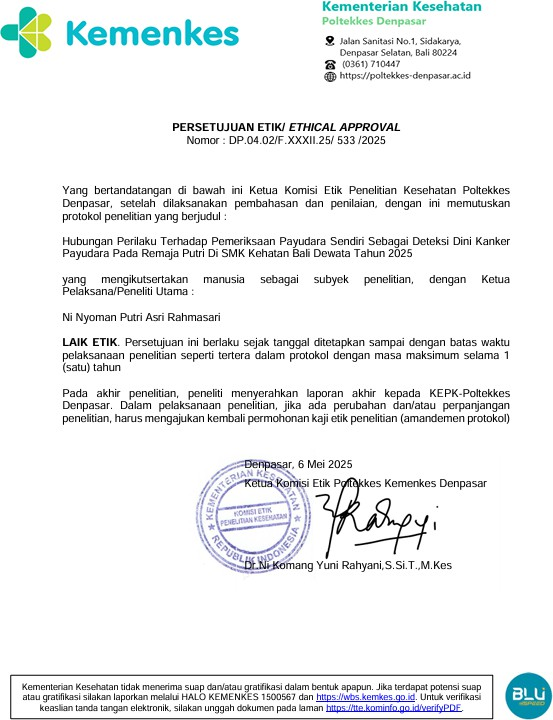 Kemenkes
Kementerian Kesehatan
Poltekkes Denpasar
Jalan Sanitasi No.1, Sidakarya,
Denpasar Selatan, Bali 80224
(0361) 710447
https://poltekkes-denpasar.ac.id
PERSETUJUAN ETIK/ ETHICAL APPROVAL
Nomor : DP.04.02/F.XXXII.25/ 533 /2025
Yang bertandatangan di bawah ini Ketua Komisi Etik Penelitian Kesehatan Poltekkes
Denpasar, setelah dilaksanakan pembahasan dan penilaian, dengan ini memutuskan
protokol penelitian yang berjudul :
Hubungan Perilaku Terhadap Pemeriksaan Payudara Sendiri Sebagai Deteksi Dini Kanker
Payudara Pada Remaja Putri Di SMK Kehatan Bali Dewata Tahun 2025
yang mengikutsertakan manusia sebagai subyek penelitian, dengan Ketua
Pelaksana/Peneliti Utama :
Ni Nyoman Putri Asri Rahmasari
LAIK ETIK. Persetujuan ini berlaku sejak tanggal ditetapkan sampai dengan batas waktu
pelaksanaan penelitian seperti tertera dalam protokol dengan masa maksimum selama 1
(satu) tahun
Pada akhir penelitian, peneliti menyerahkan laporan akhir kepada KEPK-Poltekkes
Denpasar. Dalam pelaksanaan penelitian, jika ada perubahan dan/atau perpanjangan
penelitian, harus mengajukan kembali permohonan kaji etik penelitian (amandemen protokol)
Denpasar, 6 Mei 2025
Ketua Komisi Etik Poltekkes Kemenkes Denpasar
KEMENTERIAN KESEHATAN
KOMISI ETIK
PENELITIAN KESEHATAN
REPUBLIK INDONESIA
Dr.Ni Komang Yuni Rahyani,S.Si.T.,M.Kes
Kementerian Kesehatan tidak menerima suap dan/atau gratifikasi dalam bentuk apapun. Jika terdapat potensi suap
atau gratifikasi silakan laporkan melalui HALO KEMENKES 1500567 dan https://wbs.kemkes.go.id. Untuk verifikasi
keaslian tanda tangan elektronik, silakan unggah dokumen pada laman https://tte.kominfo.go.id/verifyPDF.
BLU
SPEED